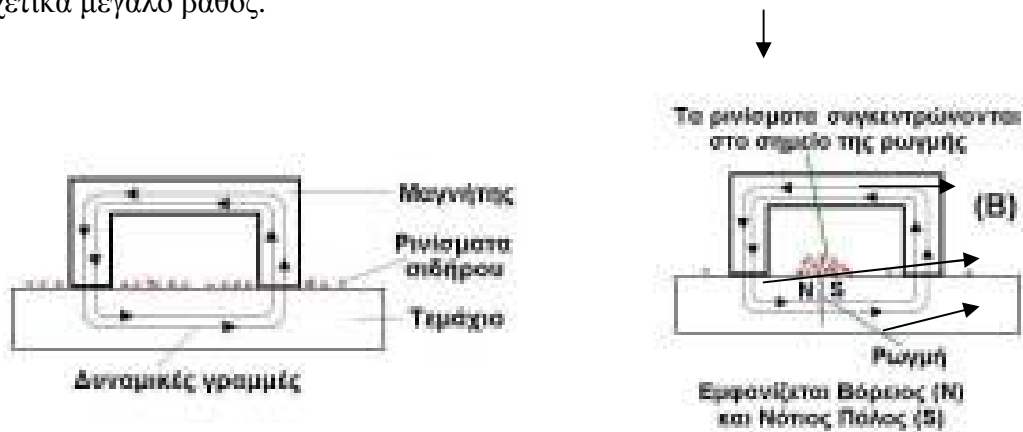 χετικά μεγάλο βάθος.
Μαγνήτης
Ρινίσματα
σιδήρου
Τεμάχιο
Δυναμικές γραμμές
Τα ρινίσματα συγκεντρώνονται
στο σημείο της ρωγμής
(Β)
N S
Ρωγμή
Εμφανίζεται Βόρειος (N)
και Νότιος Πόλος (S)